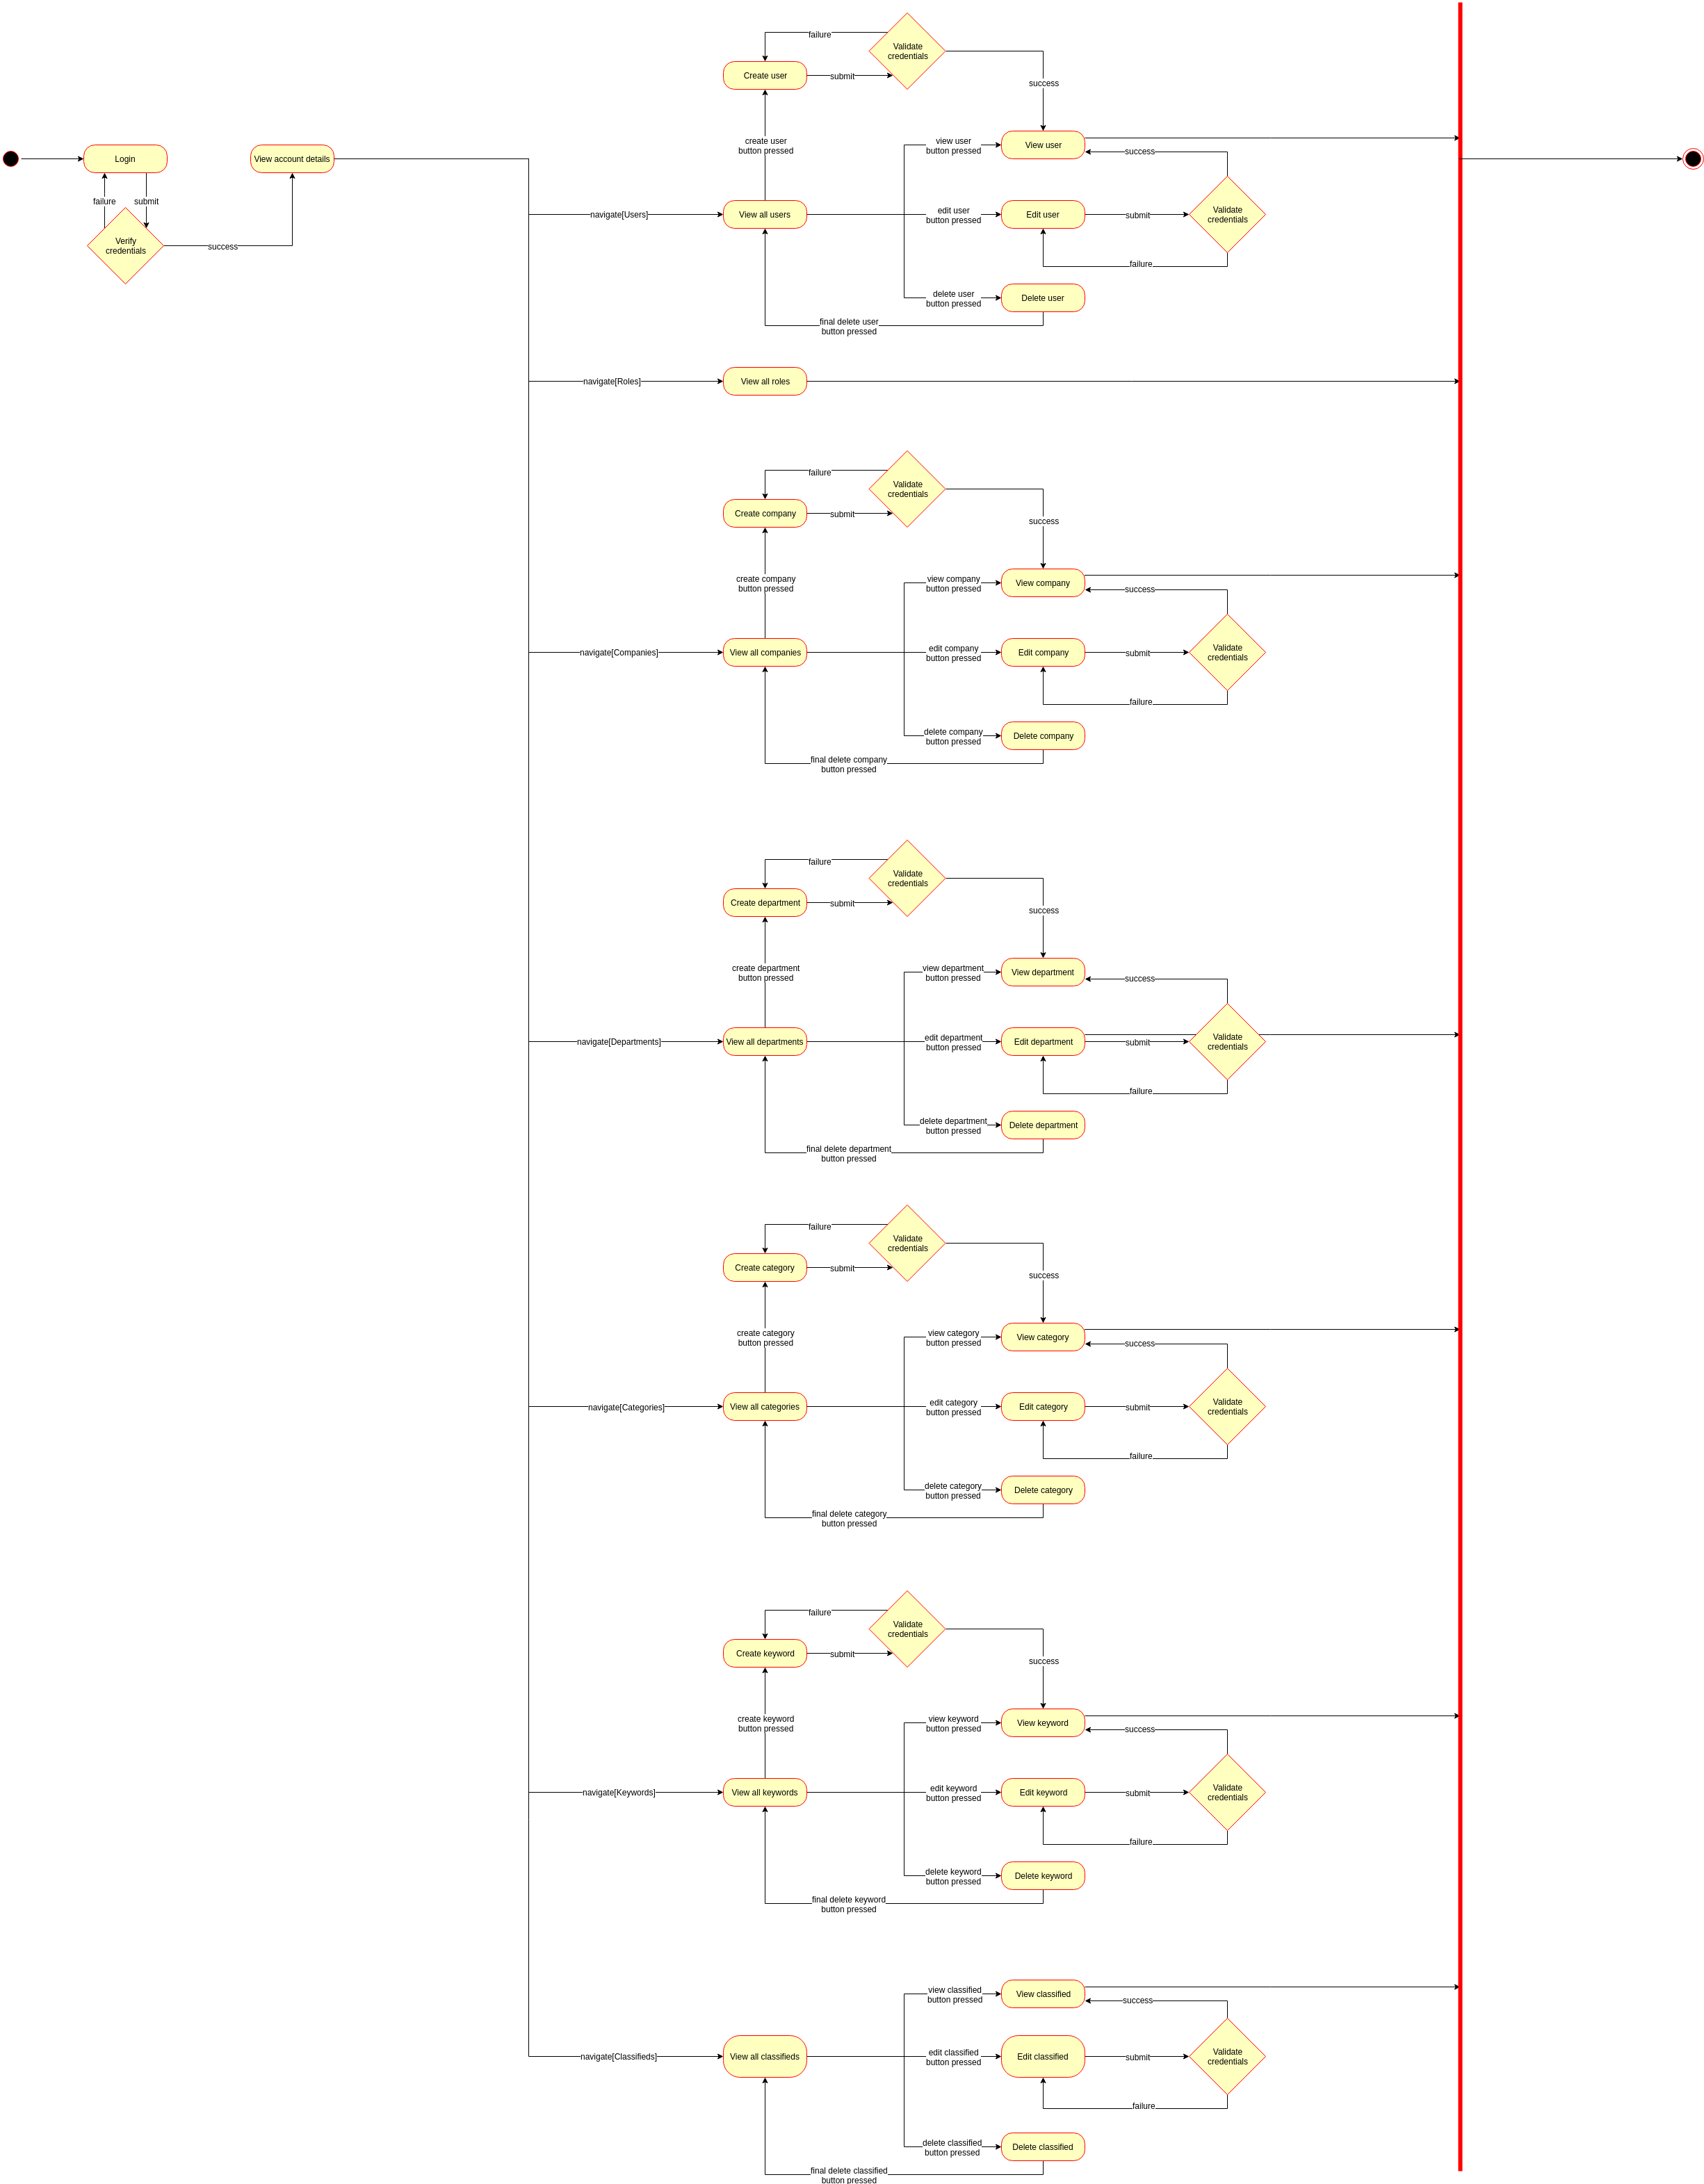 Login
failure
submit
Verify
credentials
success
View account details
navigate[Users]
failure
Validate
credentials
Create user
submit
success
create user
button pressed
view user
button pressed
View user
success
View all users
edit user
button pressed
Edit user
submit
Validate
credentials
failure
delete user
button pressed
Delete user
final delete user
button pressed
navigate[Roles]
View all roles
failure
Validate
credentials
Create company
submit
success
create company
button pressed
view company
button pressed
View company
success
navigate[Companies]
View all companies
edit company
button pressed
Edit company
submit
Validate
credentials
failure
delete company
button pressed
Delete company
final delete company
button pressed
failure
Validate
credentials
Create department
submit
success
create department
button pressed
view department
button pressed
View department
success
navigate[Departments]
View all departments
edit department
button pressed
Edit department
submit
Validate
credentials
failure
delete department
button pressed
Delete department
final delete department
button pressed
failure
Validate
credentials
Create category
submit
success
create category
button pressed
view category
button pressed
View category
success
navigate[Categories]
View all categories
edit category
button pressed
Edit category
submit
Validate
credentials
failure
delete category
button pressed
Delete category
final delete category
button pressed
failure
Validate
credentials
Create keyword
submit
success
create keyword
button pressed
view keyword
button pressed
View keyword
success
navigate[Keywords]
View all keywords
edit keyword
button pressed
Edit keyword
submit
Validate
credentials
failure
delete keyword
button pressed
Delete keyword
final delete keyword
button pressed
view classified
button pressed
View classified
success
navigate[Classifieds]
View all classifieds
edit classified
button pressed
Edit classified
submit
Validate
credentials
failure
delete classified
button pressed
Delete classified
final delete classified
button pressed